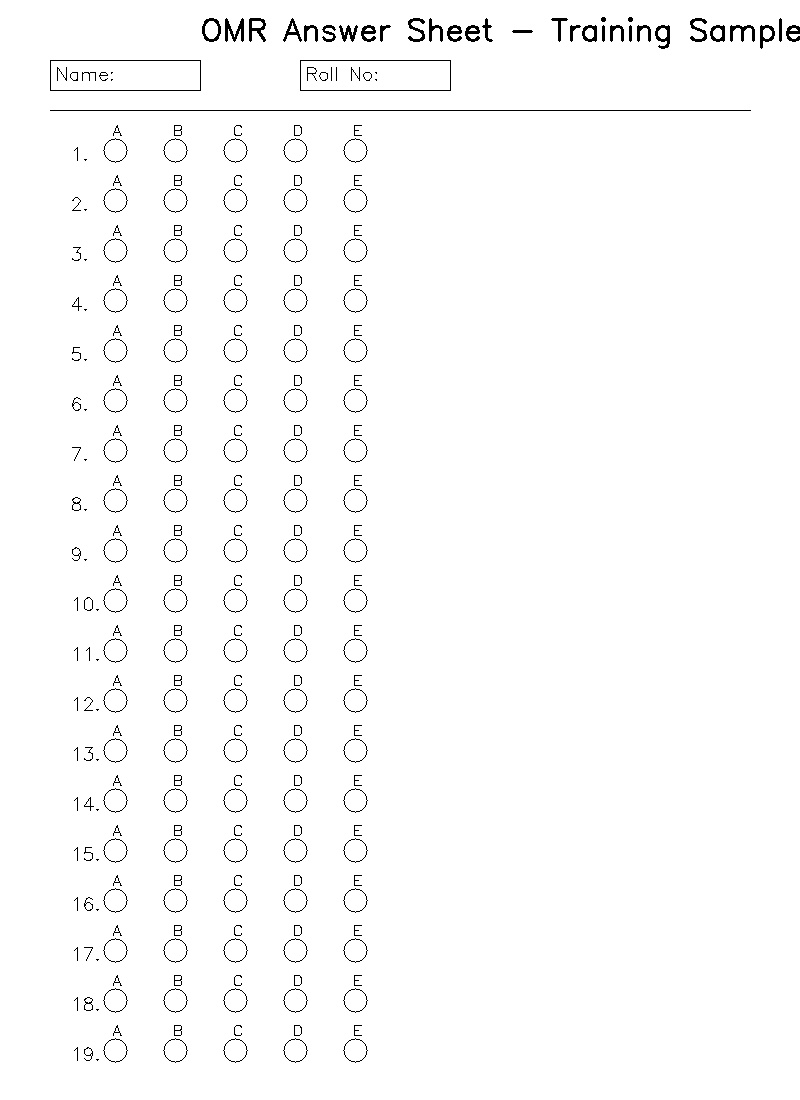 OMR Answer Sheet - Training Sample
Name: Roll No:
A B C D E
1.
A B C D E
2.
A B C D E
3.
A B C D E
4.
A B C D E
5.
A B C D E
6.
A B C D E
7.
A B C D E
8.
A B C D E
9.
A B C D E
10.
A B C D E
11.
A B C D E
12.
A B C D E
13.
A B C D E
14.
A B C D E
15.
A B C D E
16.
A B C D E
17.
A B C D E
18.
A B C D E
19.